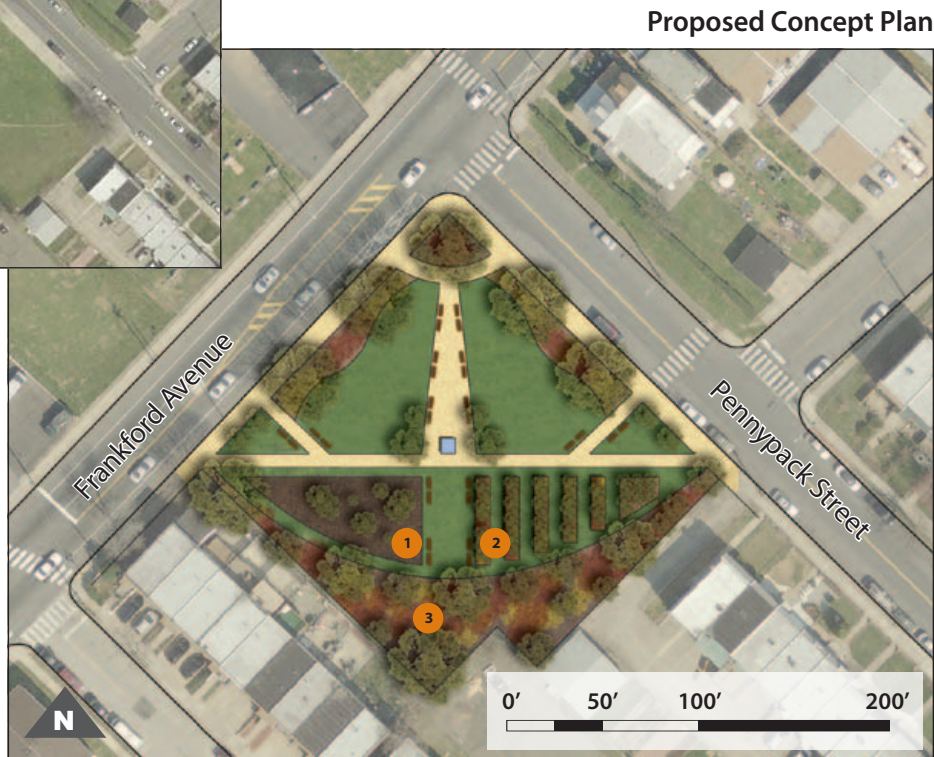 Proposed Concept Plan
Frankford Avenue
Pennypack Street
1
2
3
N
0’ 50’ 100’ 200’